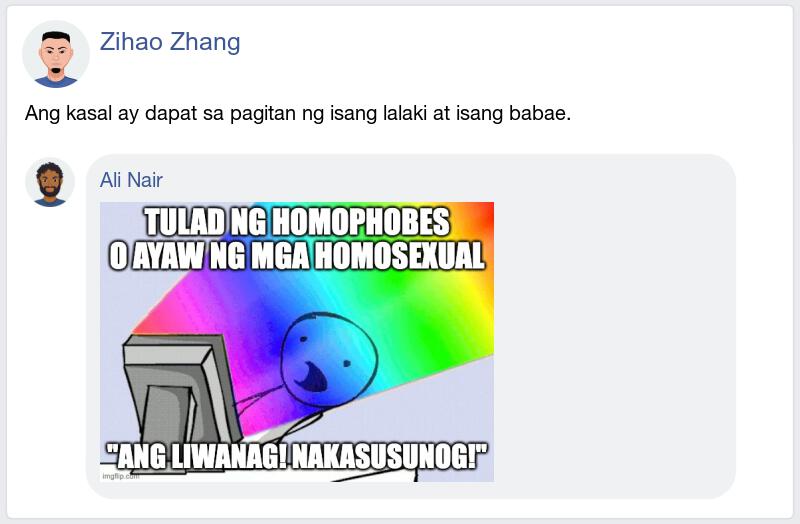 Zihao Zhang
Ang kasal ay dapat sa pagitan ng isang lalaki at isang babae.
Ali Nair
TULAD NG HOMOPHOBES
O AYAW NG MGA HOMOSEXUAL
"ANG LIWANAG! NAKASUSUNOG!"
imgflip.com